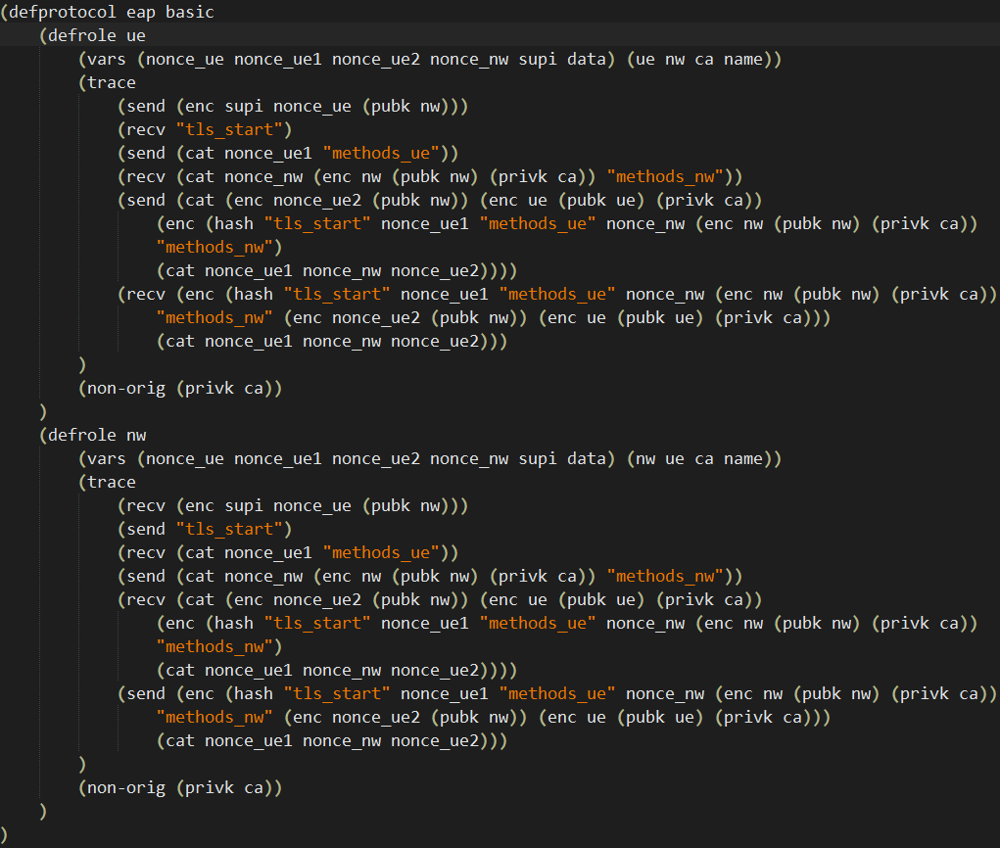 (defprotocol eap basic
    (defrole ue
        (vars (nonce_ue nonce_ue1 nonce_ue2 nonce_nw supi data) (ue nw ca name))
        (trace
            (send (enc supi nonce_ue (pubk nw)))
            (recv "tls_start")
            (send (cat nonce_ue1 "methods_ue"))
            (recv (cat nonce_nw (enc nw (pubk nw) (privk ca)) "methods_nw"))
            (send (cat (enc nonce_ue2 (pubk nw)) (enc ue (pubk ue) (privk ca))
                (enc (hash "tls_start" nonce_ue1 "methods_ue" nonce_nw (enc nw (pubk nw) (privk ca))
                "methods_nw")
                (cat nonce_ue1 nonce_nw nonce_ue2))))
            (recv (enc (hash "tls_start" nonce_ue1 "methods_ue" nonce_nw (enc nw (pubk nw) (privk ca))
                "methods_nw" (enc nonce_ue2 (pubk nw)) (enc ue (pubk ue) (privk ca)))
                (cat nonce_ue1 nonce_nw nonce_ue2)))
        )
        (non-orig (privk ca))
    )
    (defrole nw
        (vars (nonce_ue nonce_ue1 nonce_ue2 nonce_nw supi data) (nw ue ca name))
        (trace
            (recv (enc supi nonce_ue (pubk nw)))
            (send "tls_start")
            (recv (cat nonce_ue1 "methods_ue"))
            (send (cat nonce_nw (enc nw (pubk nw) (privk ca)) "methods_nw"))
            (recv (cat (enc nonce_ue2 (pubk nw)) (enc ue (pubk ue) (privk ca))
                (enc (hash "tls_start" nonce_ue1 "methods_ue" nonce_nw (enc nw (pubk nw) (privk ca))
                "methods_nw")
                (cat nonce_ue1 nonce_nw nonce_ue2))))
            (send (enc (hash "tls_start" nonce_ue1 "methods_ue" nonce_nw (enc nw (pubk nw) (privk ca))
                "methods_nw" (enc nonce_ue2 (pubk nw)) (enc ue (pubk ue) (privk ca)))
                (cat nonce_ue1 nonce_nw nonce_ue2)))
        )
        (non-orig (privk ca))
    )
)